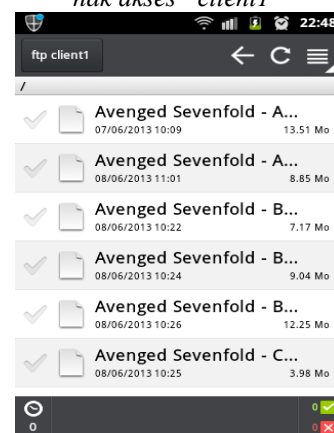 hak akses "client1"
22:48
ftp client1
/
Avenged Sevenfold - A...
07/06/2013 10:09 13.51 Mo
Avenged Sevenfold - A...
08/06/2013 11:01 8.85 Mo
Avenged Sevenfold - B...
08/06/2013 10:22 7.17 Mo
Avenged Sevenfold - B...
08/06/2013 10:24 9.04 Mo
Avenged Sevenfold - B...
08/06/2013 10:26 12.25 Mo
Avenged Sevenfold - C...
08/06/2013 10:25 3.98 Mo
0
0
0